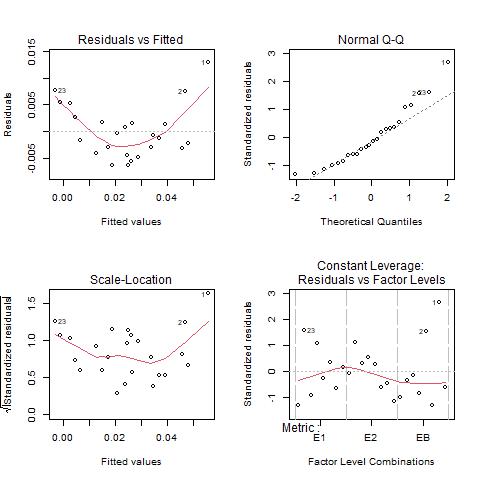 Residuals vs Fitted
Residuals
-0.005 0.005 0.015
23
2
1
0.00 0.02 0.04
Fitted values
Normal Q-Q
Standardized residuals
-1 0 1 2 3
1
2 23
-2 -1 0 1 2
Theoretical Quantiles
Scale-Location
√|Standardized residuals|
0.0 0.5 1.0 1.5
23
2
1
0.00 0.02 0.04
Fitted values
Constant Leverage:
Residuals vs Factor Levels
Standardized residuals
-1 0 1 2 3
23
2
1
Metric :
E1 E2 EB
Factor Level Combinations